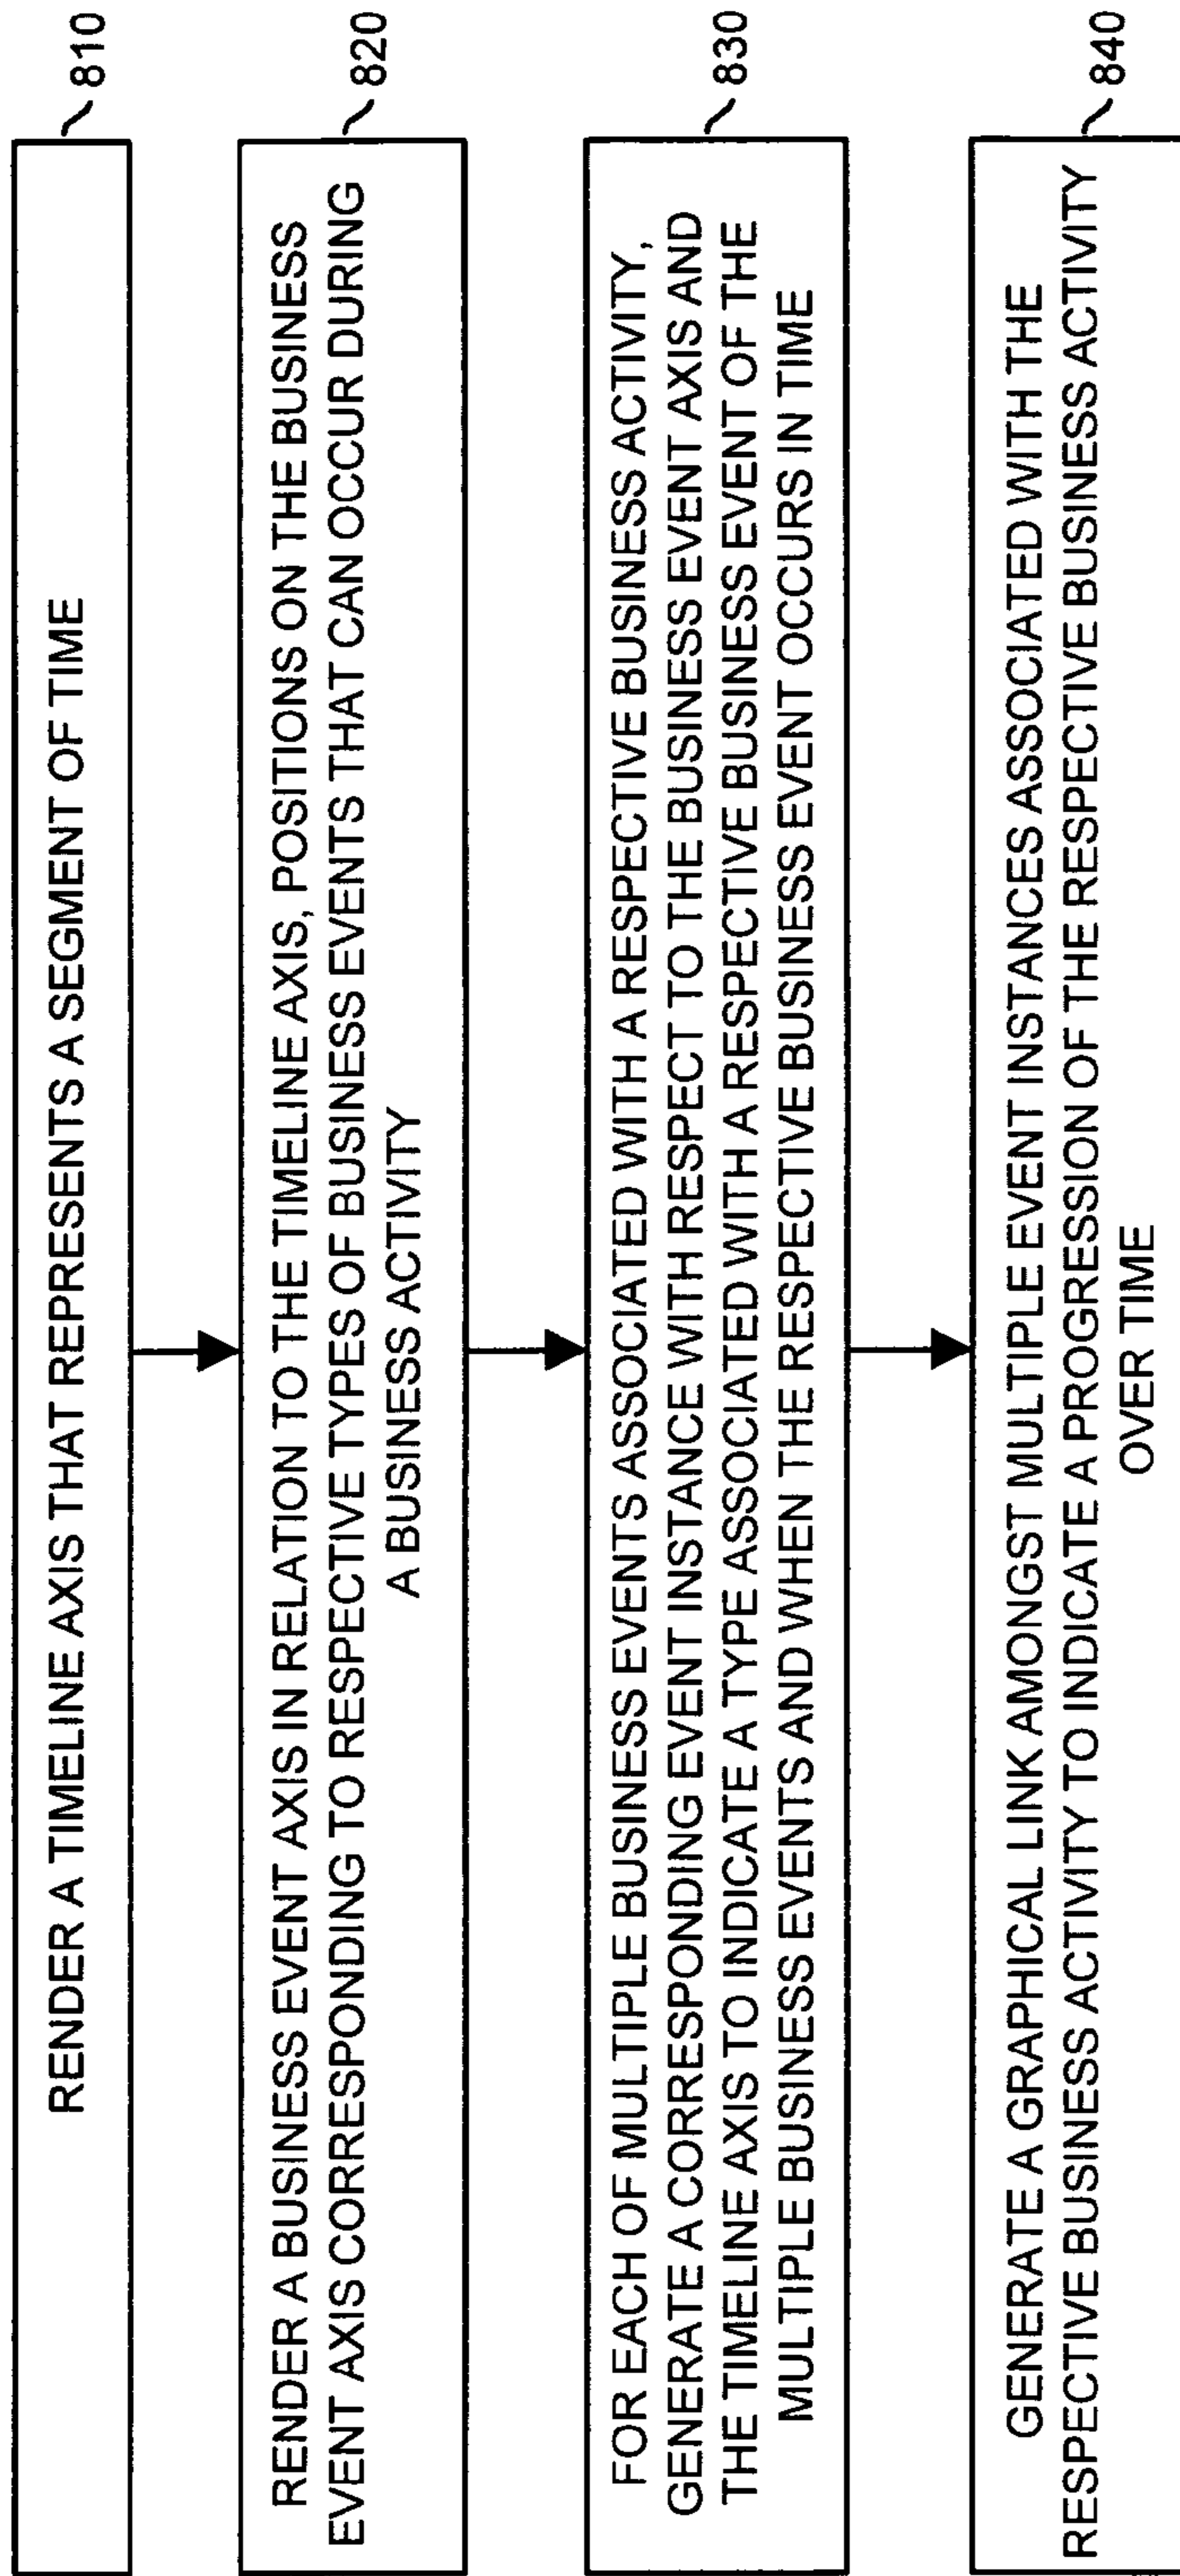 RENDER A TIMELINE AXIS THAT REPRESENTS A SEGMENT OF TIME
810
RENDER A BUSINESS EVENT AXIS IN RELATION TO THE TIMELINE AXIS, POSITIONS ON THE BUSINESS
EVENT AXIS CORRESPONDING TO RESPECTIVE TYPES OF BUSINESS EVENTS THAT CAN OCCUR DURING
A BUSINESS ACTIVITY
820
FOR EACH OF MULTIPLE BUSINESS EVENTS ASSOCIATED WITH A RESPECTIVE BUSINESS ACTIVITY,
GENERATE A CORRESPONDING EVENT INSTANCE WITH RESPECT TO THE BUSINESS EVENT AXIS AND
THE TIMELINE AXIS TO INDICATE A TYPE ASSOCIATED WITH A RESPECTIVE BUSINESS EVENT OF THE
MULTIPLE BUSINESS EVENTS AND WHEN THE RESPECTIVE BUSINESS EVENT OCCURS IN TIME
830
GENERATE A GRAPHICAL LINK AMONGST MULTIPLE EVENT INSTANCES ASSOCIATED WITH THE
RESPECTIVE BUSINESS ACTIVITY TO INDICATE A PROGRESSION OF THE RESPECTIVE BUSINESS ACTIVITY
OVER TIME
840